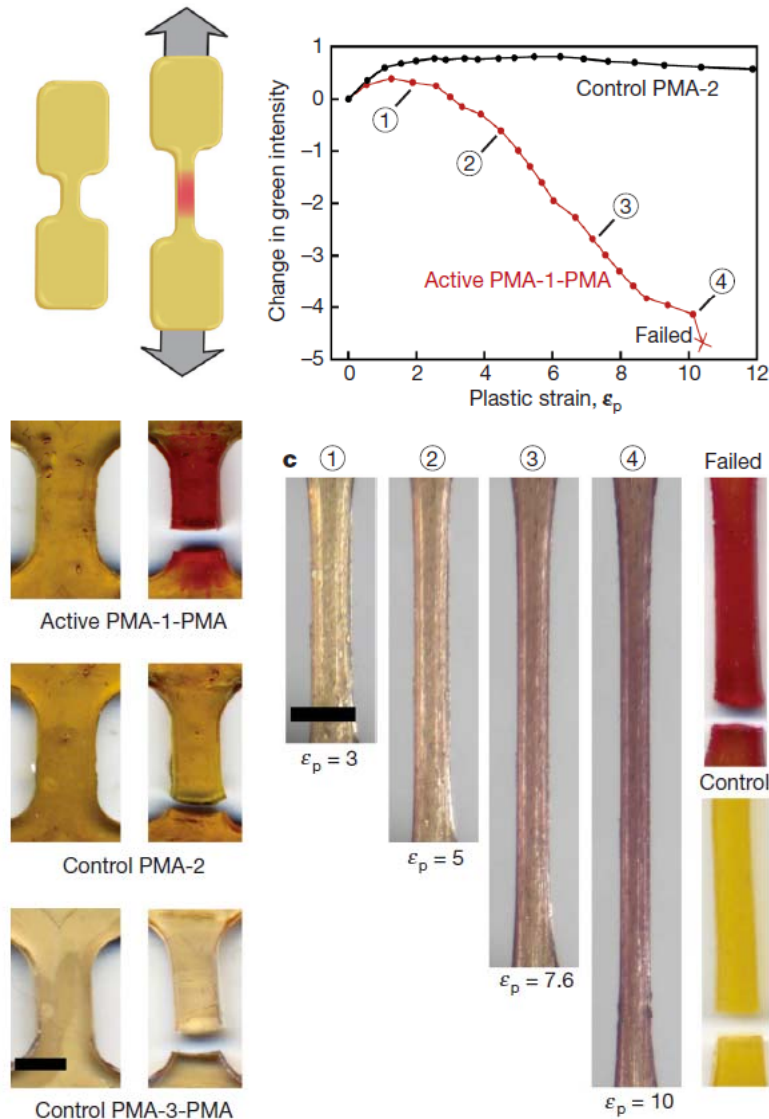 1
0
−1
−2
−3
−4
−5
Change in green intensity
Control PMA-2
①
②
③
④
Active PMA-1-PMA
Failed
0 2 4 6 8 10 12
Plastic strain, εp
Active PMA-1-PMA
Control PMA-2
Control PMA-3-PMA
c ① ② ③ ④ Failed
εp = 3
εp = 5
εp = 7.6
εp = 10
Control